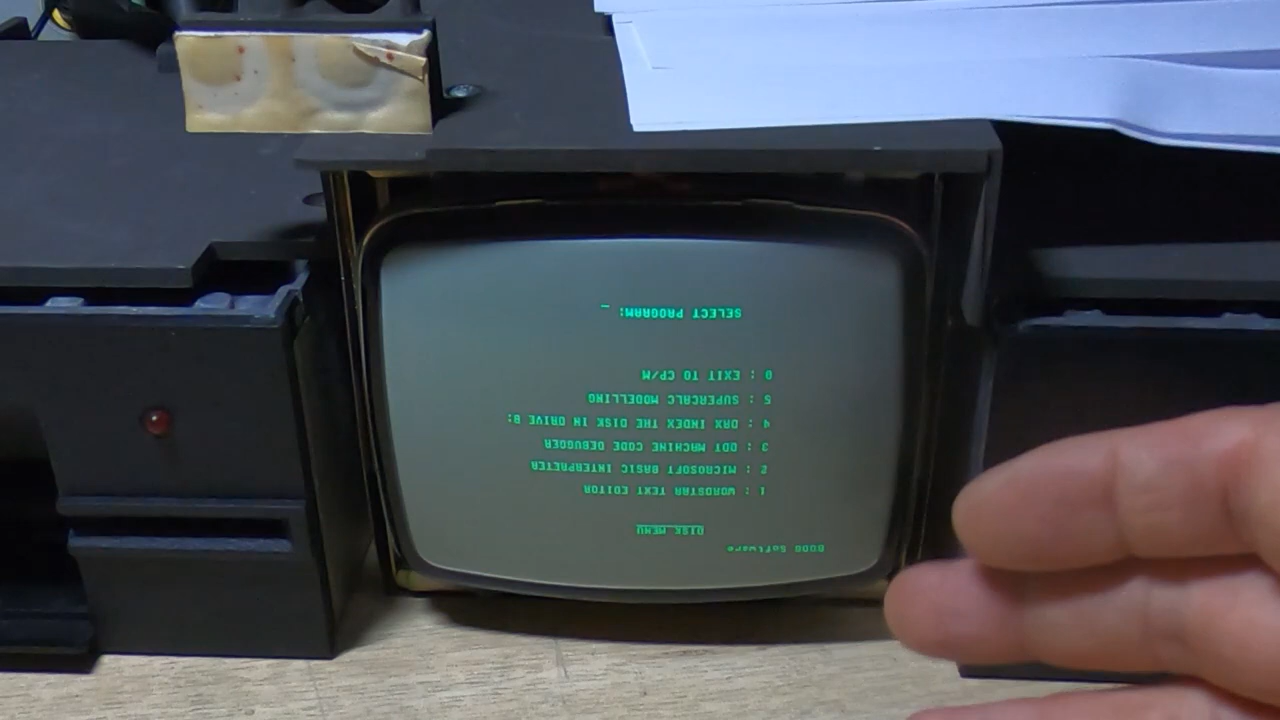 DODO Software
DISK MENU
1 : WORDSTAR TEXT EDITOR
2 : MICROSOFT BASIC INTERPRETER
3 : DDT MACHINE CODE DEBUGGER
4 : DRX INDEX THE DISK IN DRIVE B:
5 : SUPERCALC MODELLING
0 : EXIT TO CP/M
SELECT PROGRAM: _